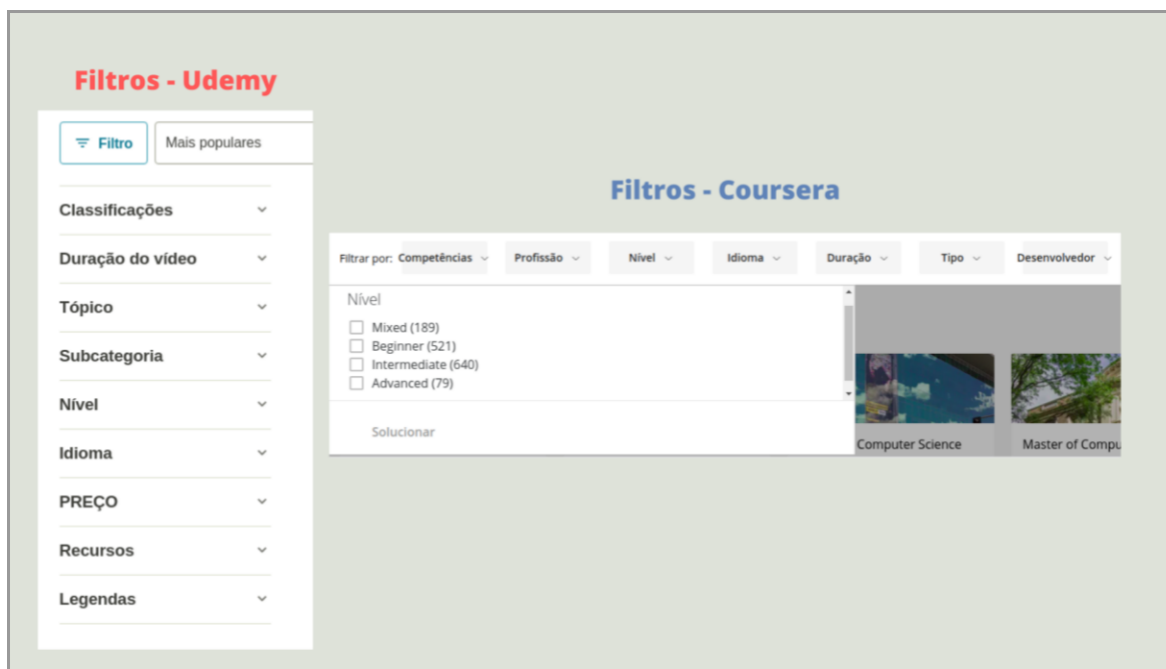 Filtros - Udemy
Filtro
Mais populares
Classificações
Duração do vídeo
Tópico
Subcategoria
Nível
Idioma
PREÇO
Recursos
Legendas
Filtros - Coursera
Filtrar por: Competências Profissão Nível Idioma Duração Tipo Desenvolvedor
Nível
Mixed (189)
Beginner (521)
Intermediate (640)
Advanced (79)
Solucionar
Computer Science
Master of Compu